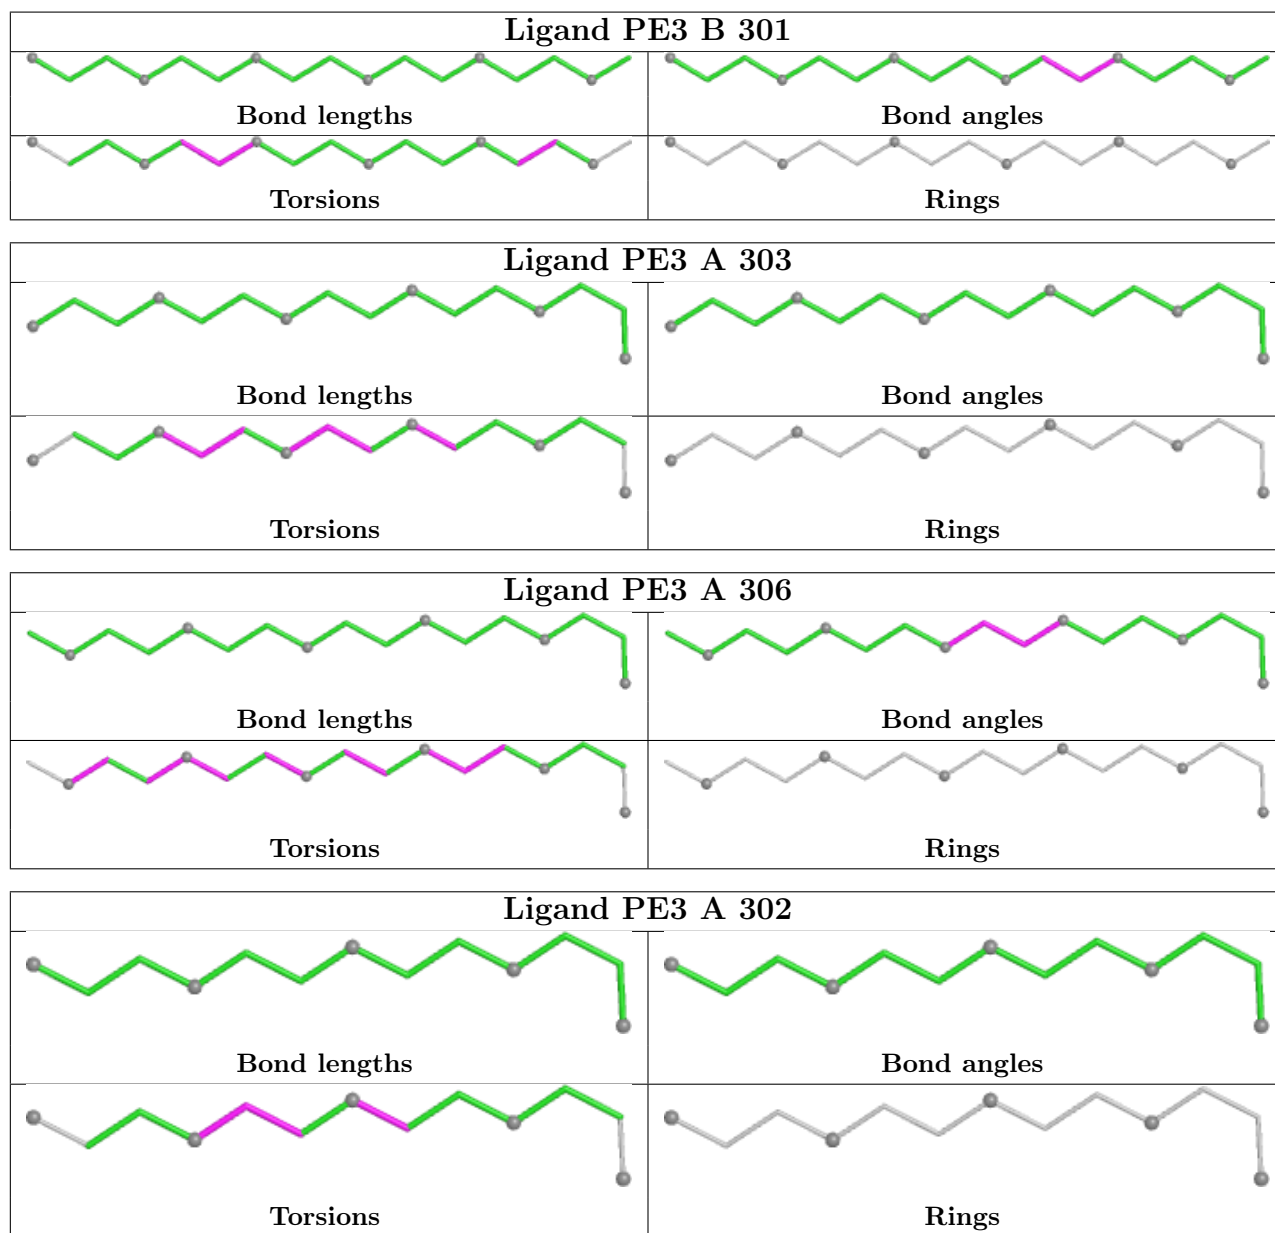 Ligand PE3 B 301
Bond lengths
Bond angles
Torsions
Rings
Ligand PE3 A 303
Bond lengths
Bond angles
Torsions
Rings
Ligand PE3 A 306
Bond lengths
Bond angles
Torsions
Rings
Ligand PE3 A 302
Bond lengths
Bond angles
Torsions
Rings